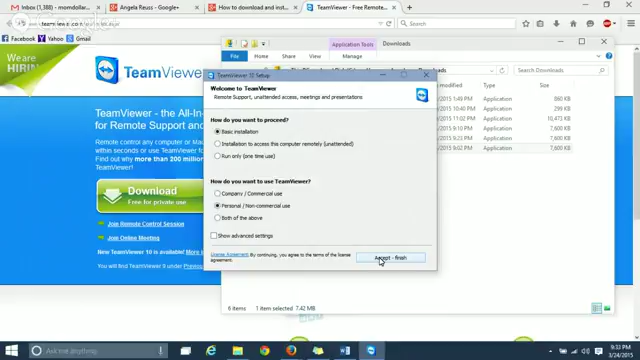 Inbox (1,388) - momdollar
Angela Reuss - Google+
How to download and inst
TeamViewer - Free Remote
www.teamviewer.com
Facebook
Yahoo
Gmail
We are
HIRIN
TeamViewer
Application Tools
Downloads
File
Home
Share
View
Manage
Search Downloads
modified
Type
Size
2015 1:49 PM
Application
860 KB
2015 10:40 PM
Application
299 KB
2015 11:02 PM
Application
10,473 KB
2015 9:10 PM
Application
7,600 KB
2015 9:23 PM
Application
7,600 KB
2015 9:02 PM
Application
7,600 KB
TeamViewer 10 Setup
Welcome to TeamViewer
Remote Support, unattended access, meetings and presentations
How do you want to proceed?
Basic installation
Installation to access this computer remotely (unattended)
Run only (one time use)
How do you want to use TeamViewer?
Company / Commercial use
Personal / Non-commercial use
Both of the above
Show advanced settings
License Agreement: By continuing, you agree to the terms of the license
agreement.
Accept - finish
TeamViewer - the All-In
for Remote Support and
Remote control any computer or Mac
within seconds or use TeamViewer fo
Find out why more than 200 million
Download
Free for private use
Join Remote Control Session
Join Online Meeting
New TeamViewer 10 is available! More
You will find TeamViewer 9 under Previous
6 items
1 item selected 7.42 MB
Ask me anything
9:33 PM
3/24/2015